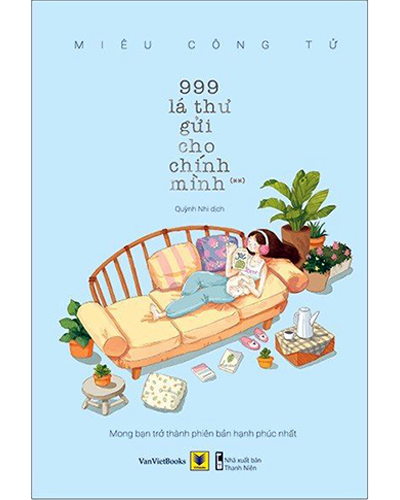 MIÊU CÔNG TỬ
999
lá thư
gửi
cho
chính
mình (**)
Quỳnh Nhi dịch
Mong bạn trở thành phiên bản hạnh phúc nhất
VanVietBooks
Nhà xuất bản
Thanh Niên